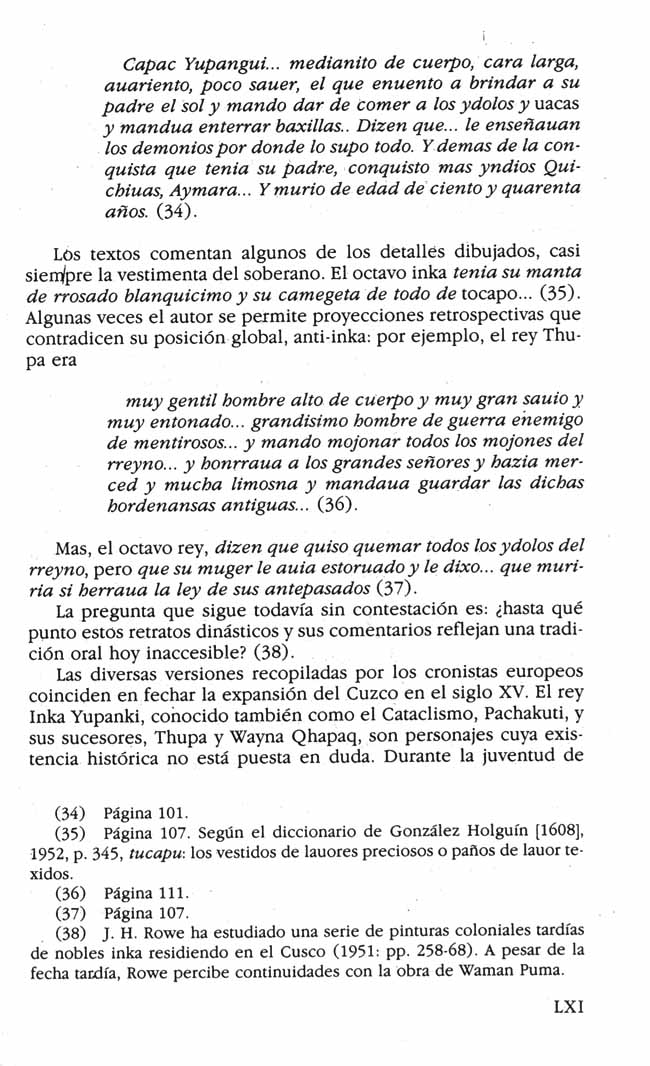 Capac Yupangui... medianito de cuerpo, cara larga,
auariento, poco sauer, el que enuento a brindar a su
padre el sol y mando dar de comer a los ydolos y uacas
y mandua enterrar baxillas.. Dizen que... le enseñauan
los demonios por donde lo supo todo. Y demas de la con-
quista que tenia su padre, conquisto mas yndios Qui-
chiuas, Aymara... Y murio de edad de ciento y quarenta
años. (34).
Los textos comentan algunos de los detalles dibujados, casi
siempre la vestimenta del soberano. El octavo inka tenia su manta
de rrosado blanquicimo y su camegeta de todo de tocapo... (35).
Algunas veces el autor se permite proyecciones retrospectivas que
contradicen su posición global, anti-inka: por ejemplo, el rey Thu-
pa era
muy gentil hombre alto de cuerpo y muy gran sauio y
muy entonado... grandisimo hombre de guerra enemigo
de mentirosos... y mando mojonar todos los mojones del
rreyno... y honrraua a los grandes señores y hazia mer-
ced y mucha limosna y mandaua guardar las dichas
hordenansas antiguas... (36).
Mas, el octavo rey, dizen que quiso quemar todos los ydolos del
rreyno, pero que su muger le auia estoruado y le dixo... que muri-
ria si herraua la ley de sus antepasados (37).
La pregunta que sigue todavía sin contestación es: ¿hasta qué
punto estos retratos dinásticos y sus comentarios reflejan una tradi-
ción oral hoy inaccesible? (38).
Las diversas versiones recopiladas por los cronistas europeos
coinciden en fechar la expansión del Cuzco en el siglo XV. El rey
Inka Yupanki, conocido también como el Cataclismo, Pachakuti, y
sus sucesores, Thupa y Wayna Qhapaq, son personajes cuya exis-
tencia histórica no está puesta en duda. Durante la juventud de
(34) Página 101.
(35) Página 107. Según el diccionario de González Holguín [1608],
1952, p. 345, tucapu: los vestidos de lauores preciosos o paños de lauor te-
xidos.
(36) Página 111.
(37) Página 107.
(38) J. H. Rowe ha estudiado una serie de pinturas coloniales tardías
de nobles inka residiendo en el Cusco (1951: pp. 258-68). A pesar de la
fecha tardía, Rowe percibe continuidades con la obra de Waman Puma.
LXI